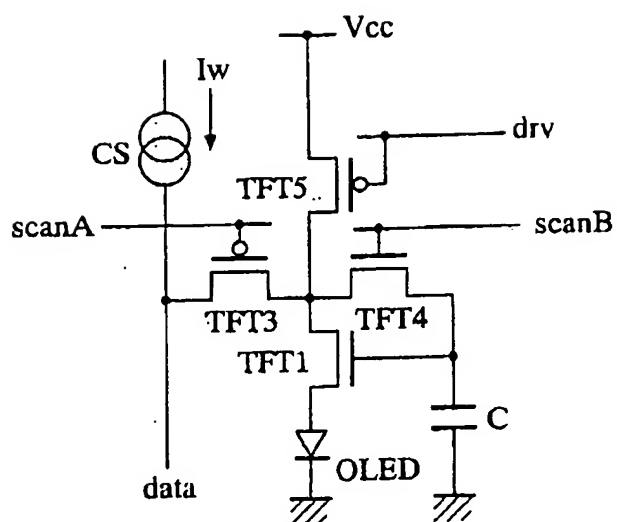 Vcc
Iw
drv
CS
TFT5
scanA
scanB
TFT3
TFT4
TFT1
C
OLED
data